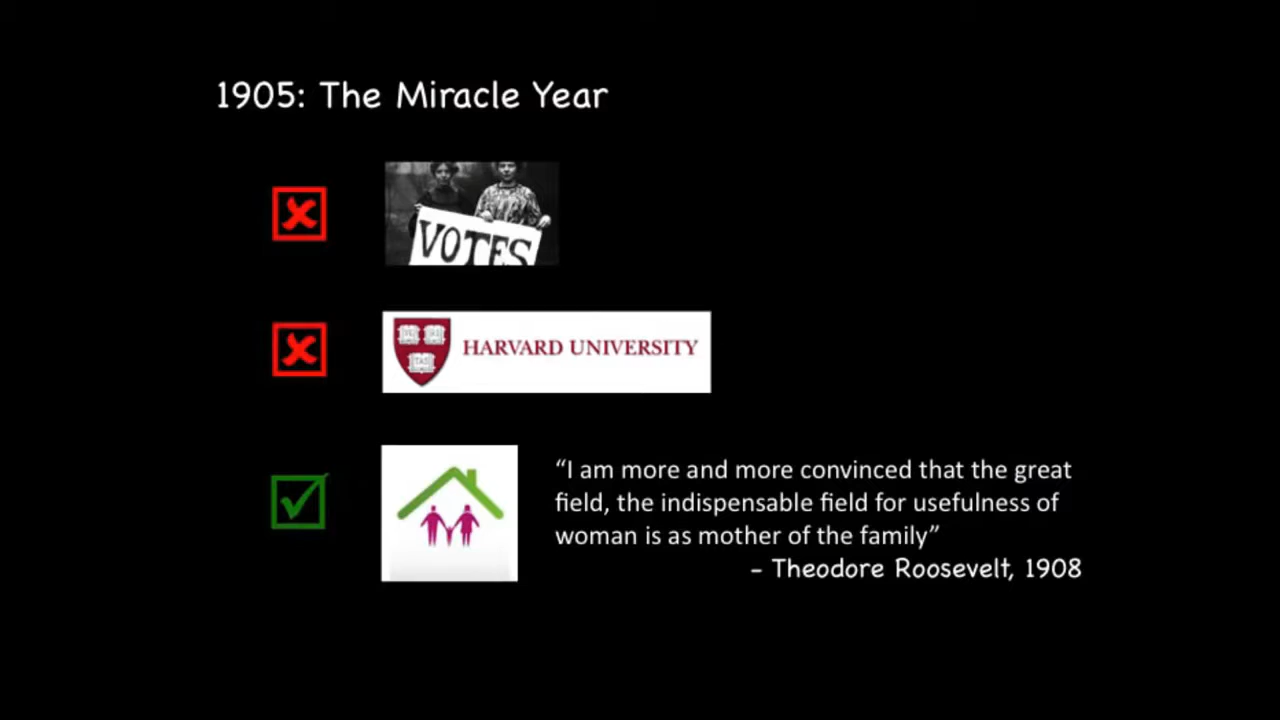 1905: The Miracle Year
VOTES
HARVARD UNIVERSITY
“I am more and more convinced that the great
field, the indispensable field for usefulness of
woman is as mother of the family”
– Theodore Roosevelt, 1908